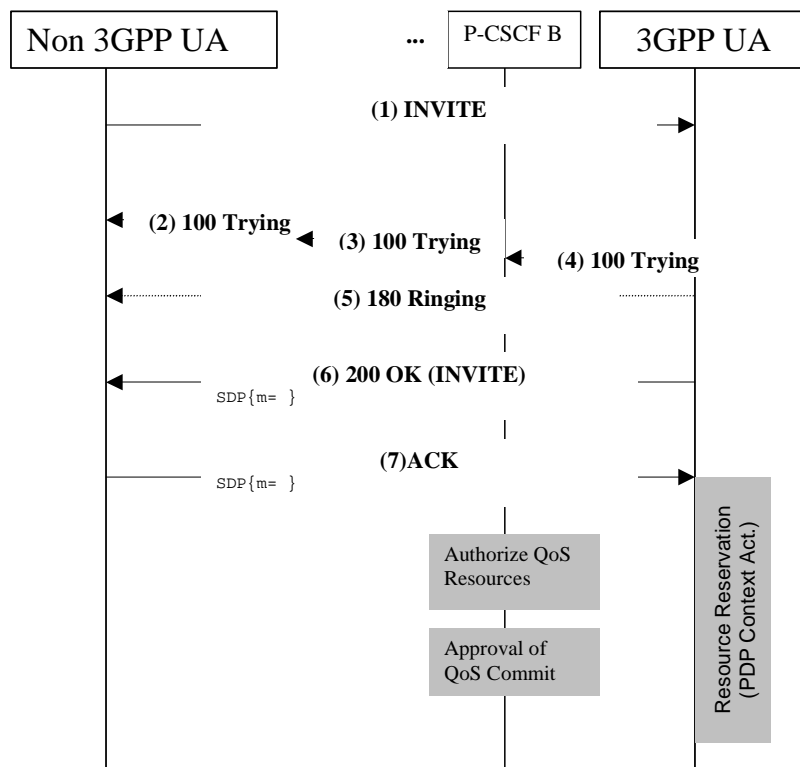 Non 3GPP UA
...
P-CSCF B
3GPP UA
(1) INVITE
(2) 100 Trying
(3) 100 Trying
(4) 100 Trying
(5) 180 Ringing
(6) 200 OK (INVITE)
SDP{m= }
(7)ACK
SDP{m= }
Authorize QoS
Resources
Approval of
QoS Commit
Resource Reservation
(PDP Context Act.)